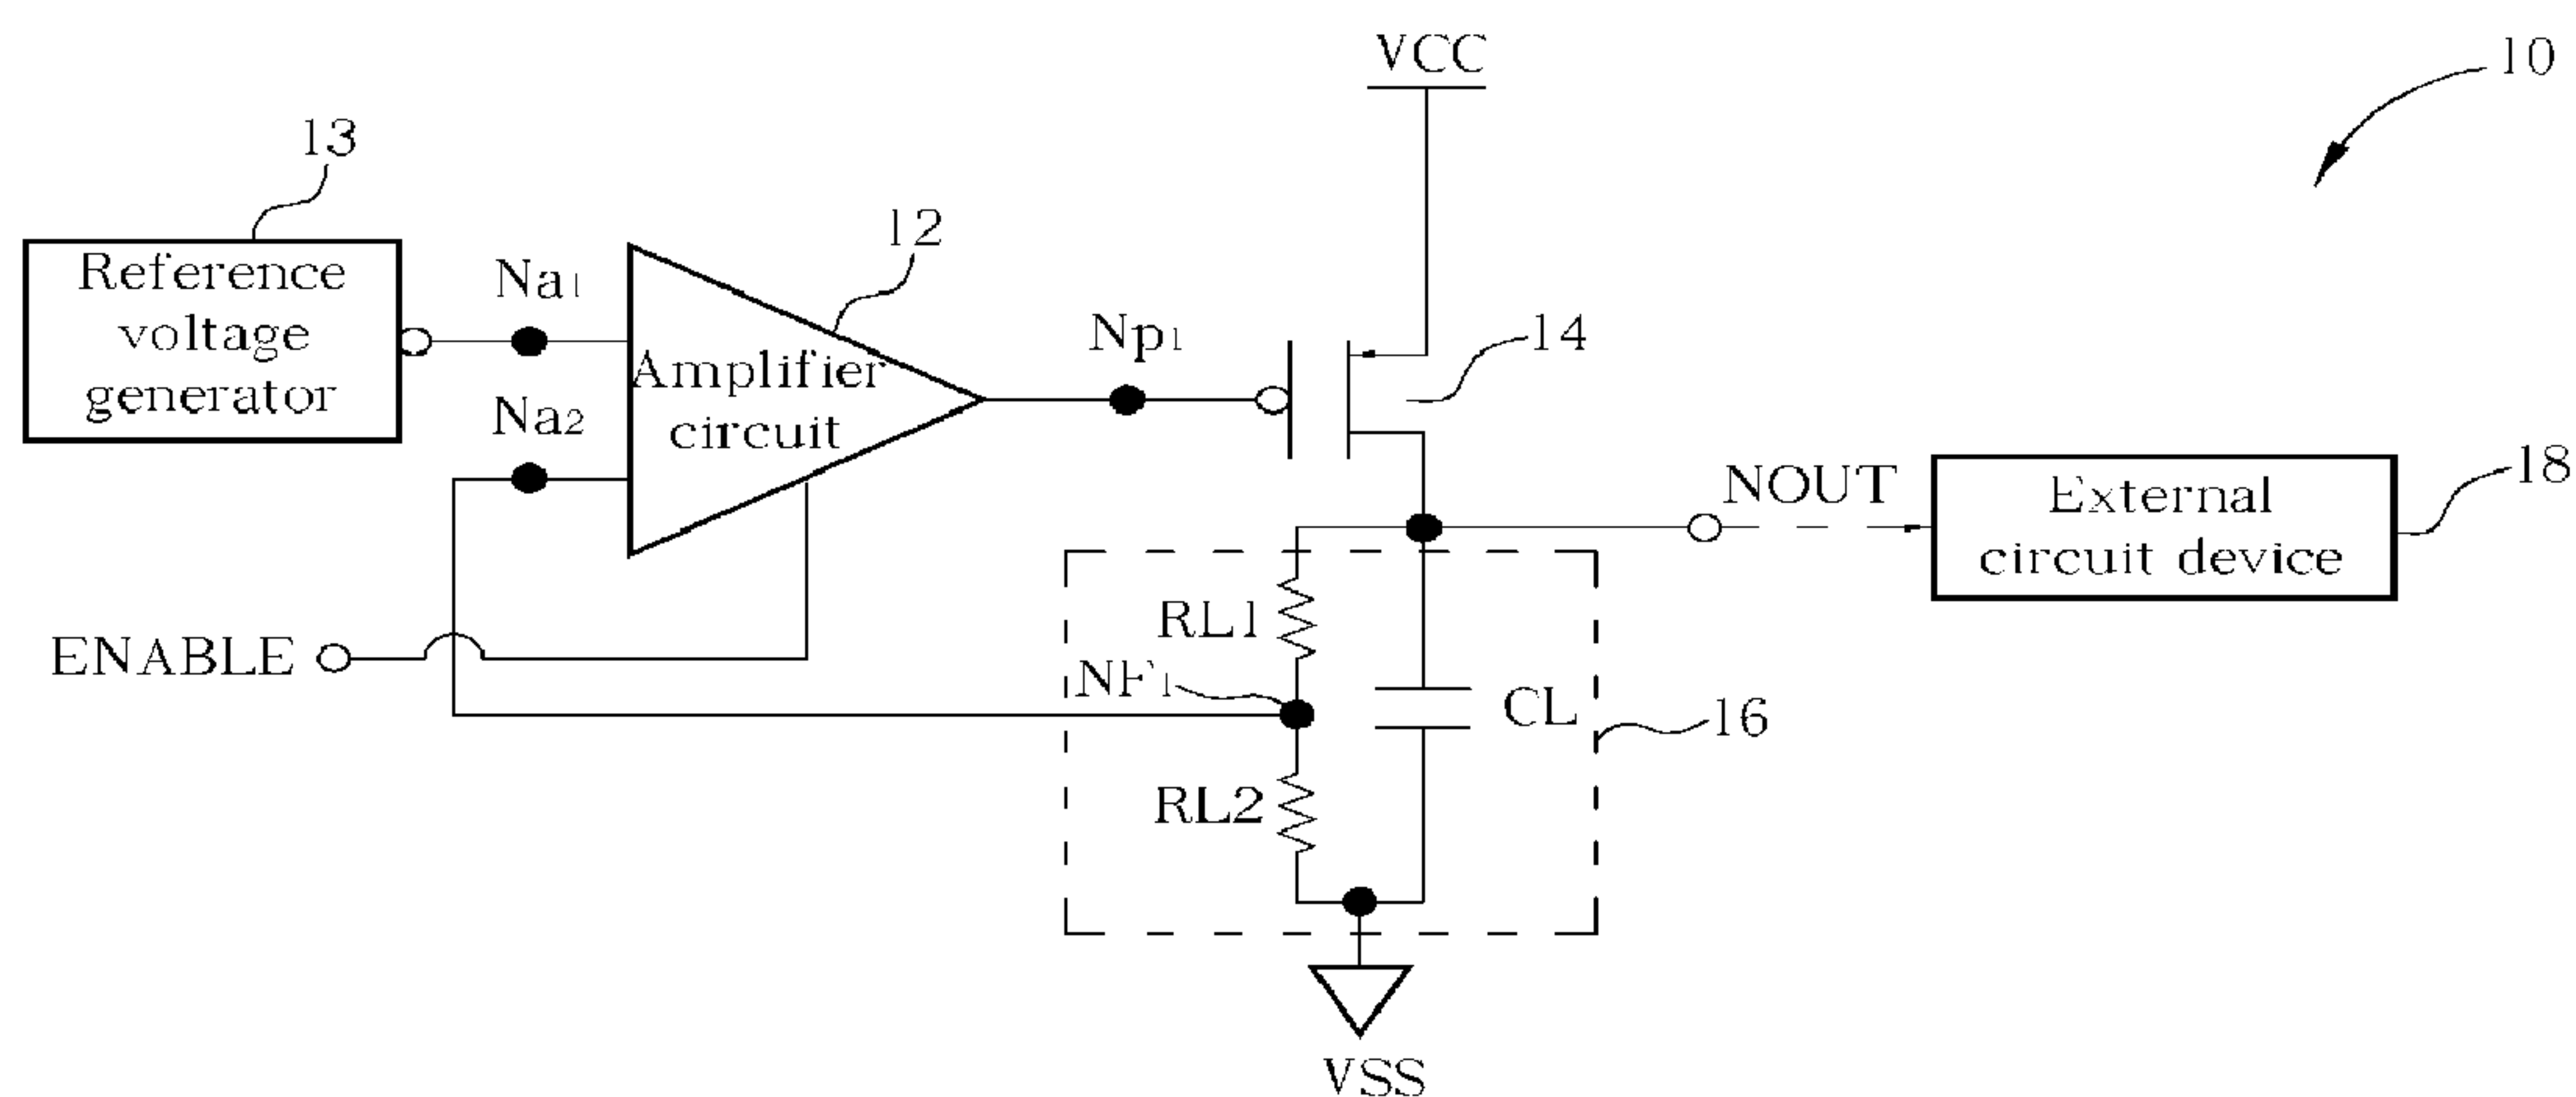 VCC
10
13
12
Reference
voltage
generator
Na1
Na2
Amplifier
circuit
Np1
14
NOUT
External
circuit device
18
ENABLE
RL1
NF1
CL
16
RL2
VSS